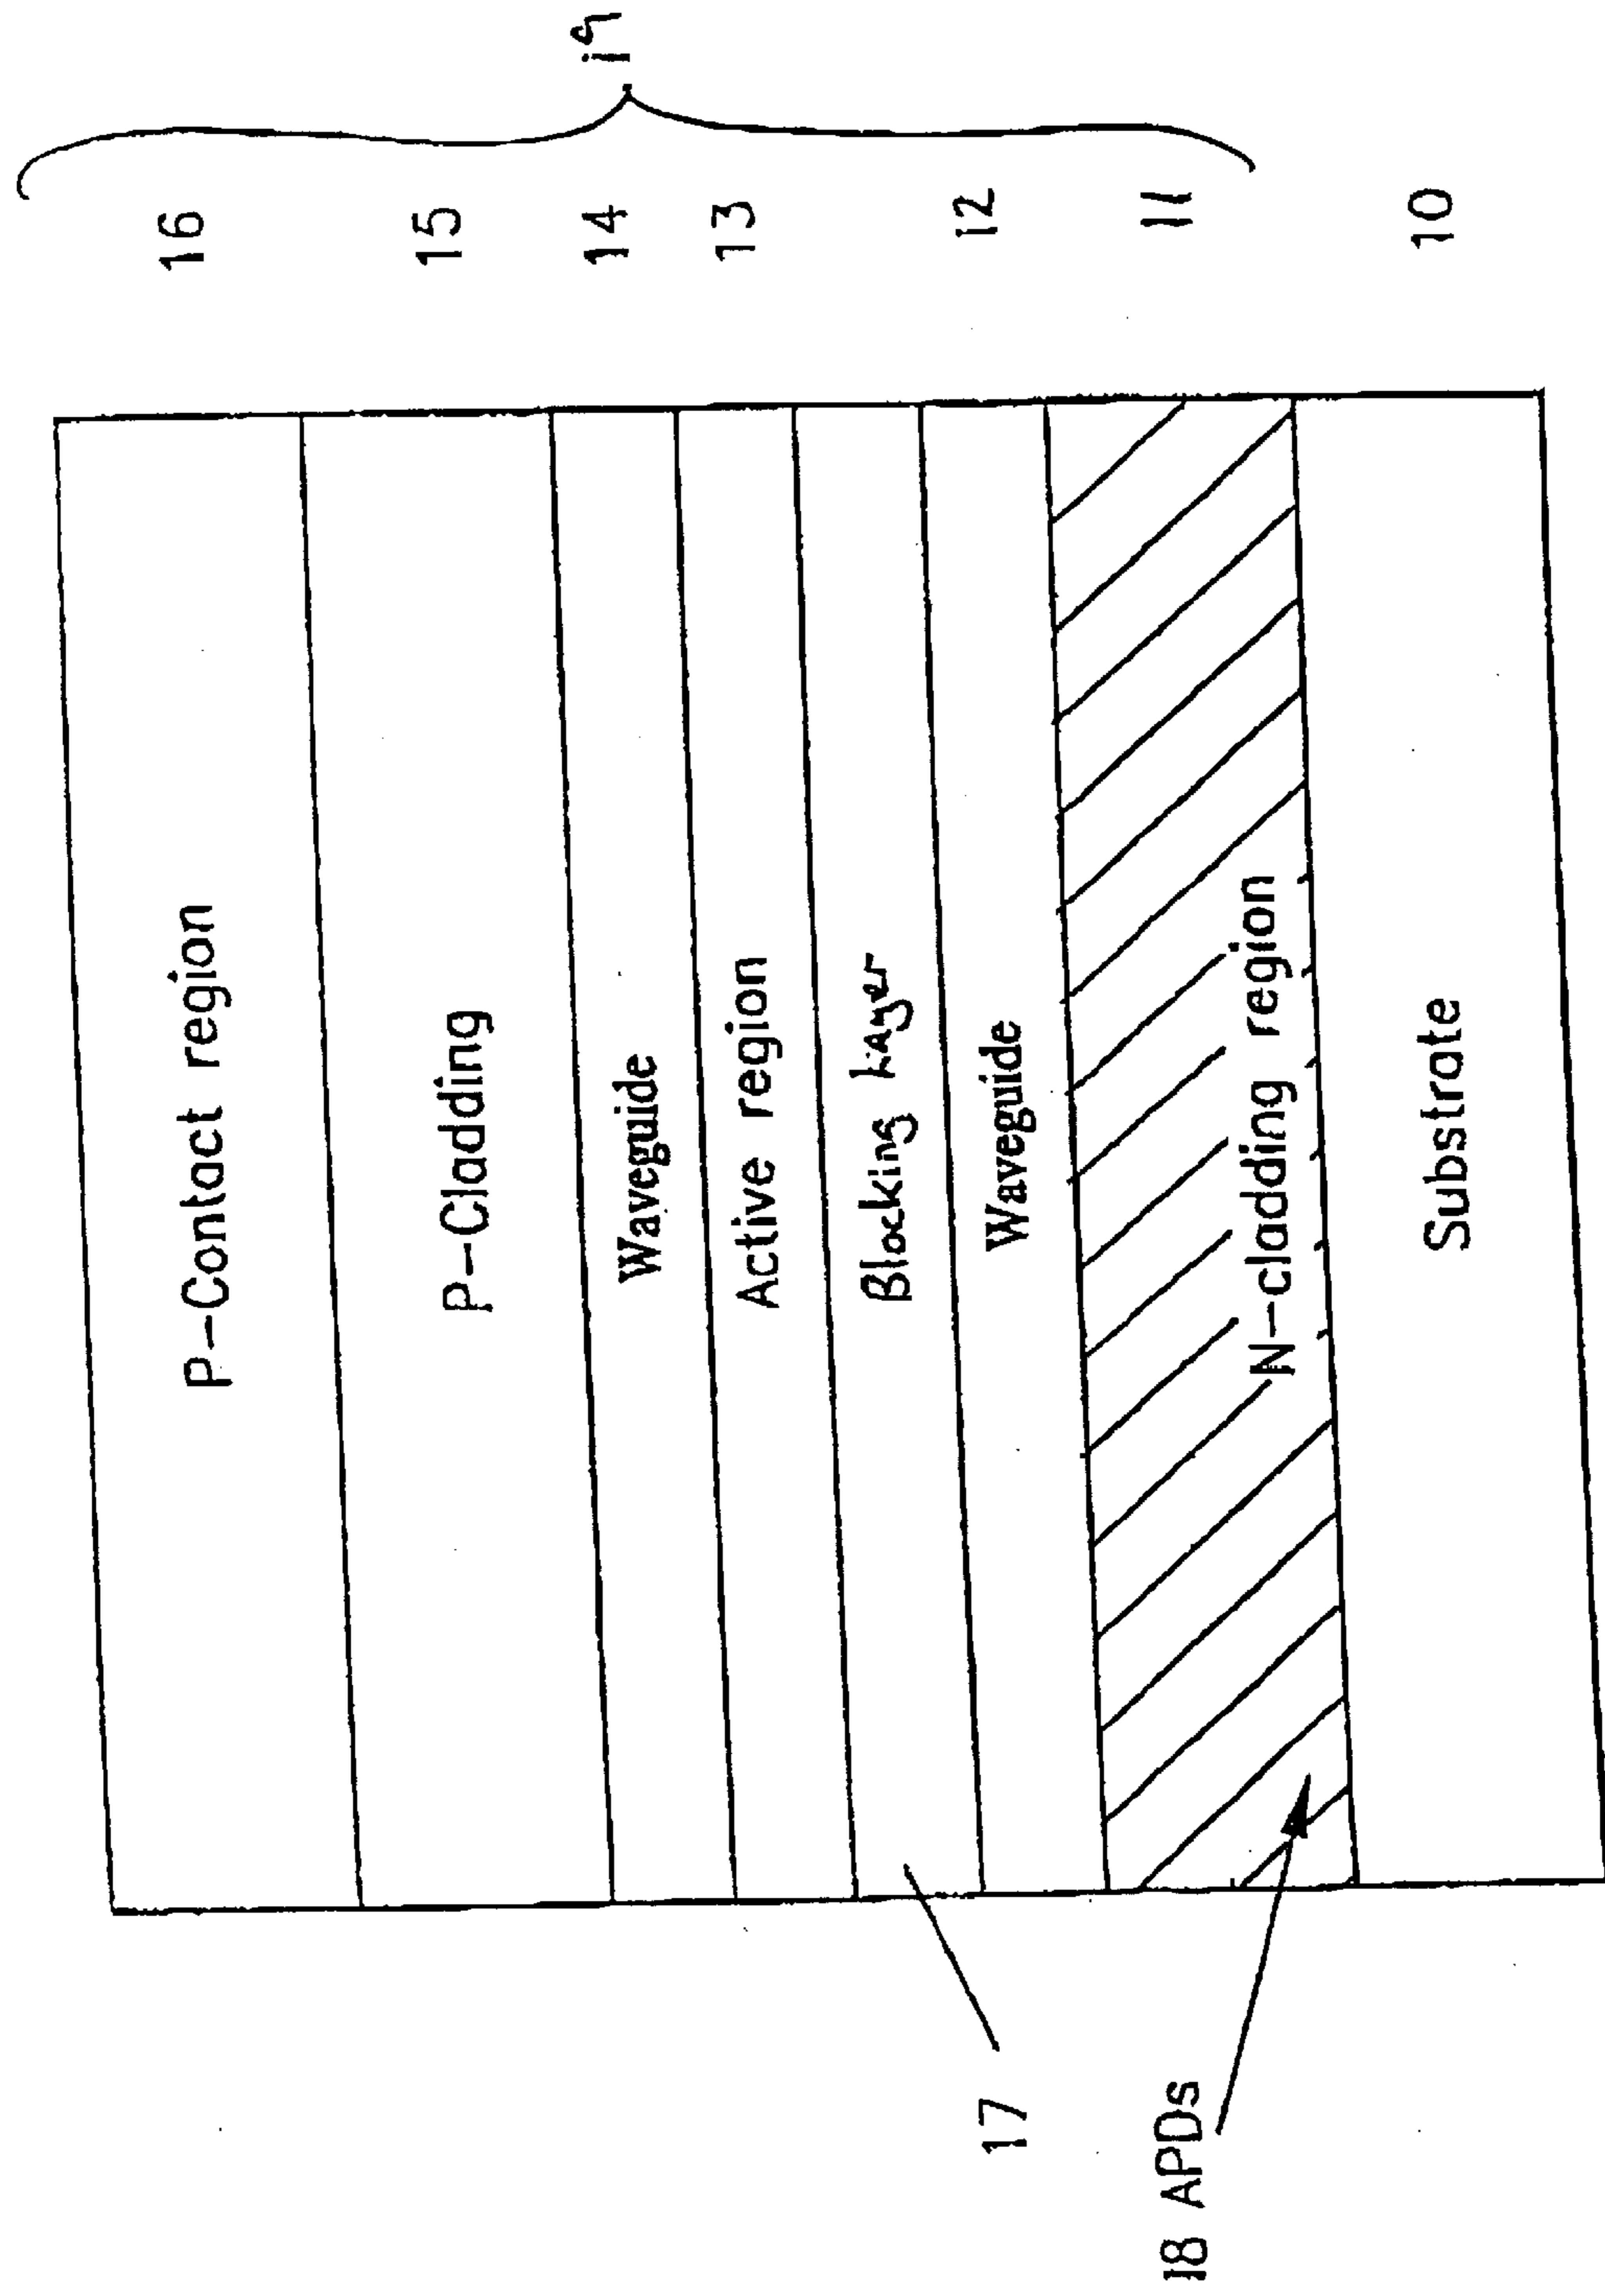 P-Contact region 16
P-Cladding 15
Waveguide 14
Active region 13
Blocking Layer
Waveguide 12
N-cladding region 11
Substrate 10
19
17
18 APDs